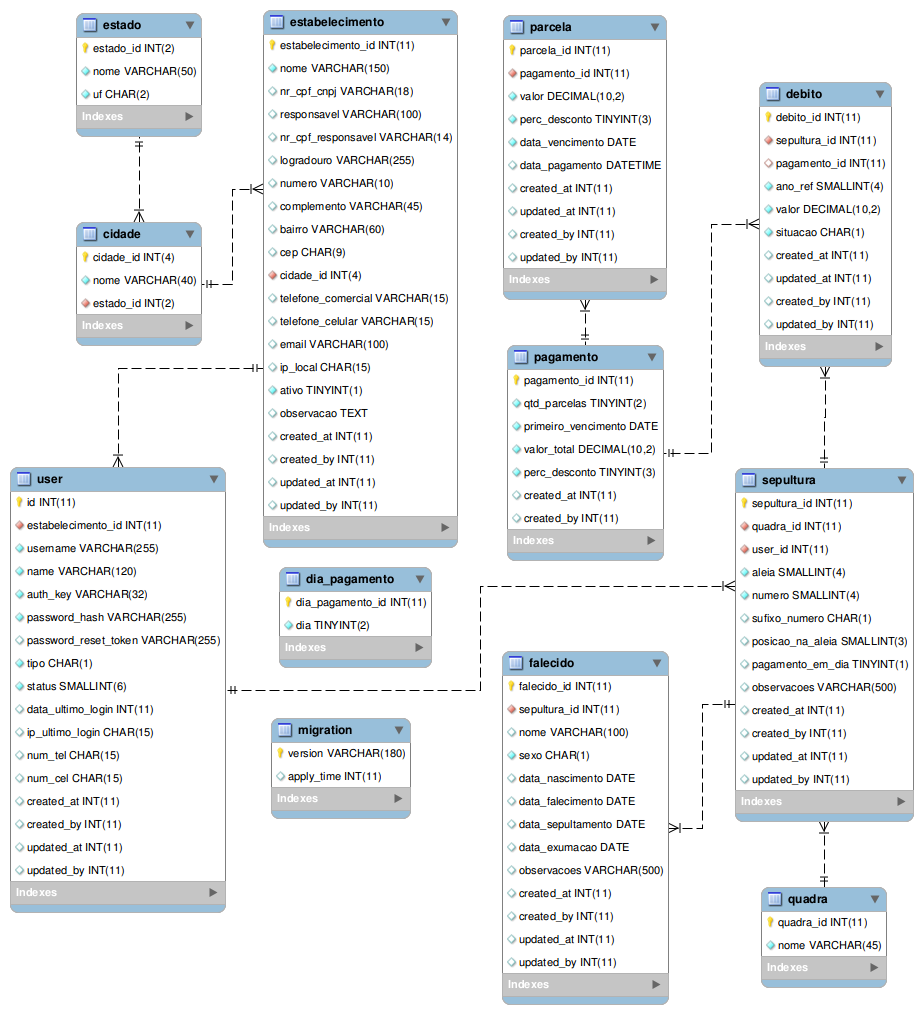 estado
estado_id INT(2)
nome VARCHAR(50)
uf CHAR(2)
Indexes
cidade
cidade_id INT(4)
nome VARCHAR(40)
estado_id INT(2)
Indexes
estabelecimento
estabelecimento_id INT(11)
nome VARCHAR(150)
nr_cpf_cnpj VARCHAR(18)
responsavel VARCHAR(100)
nr_cpf_responsavel VARCHAR(14)
logradouro VARCHAR(255)
numero VARCHAR(10)
complemento VARCHAR(45)
bairro VARCHAR(60)
cep CHAR(9)
cidade_id INT(4)
telefone_comercial VARCHAR(15)
telefone_celular VARCHAR(15)
email VARCHAR(100)
ip_local CHAR(15)
ativo TINYINT(1)
observacao TEXT
created_at INT(11)
created_by INT(11)
updated_at INT(11)
updated_by INT(11)
Indexes
parcela
parcela_id INT(11)
pagamento_id INT(11)
valor DECIMAL(10,2)
perc_desconto TINYINT(3)
data_vencimento DATE
data_pagamento DATETIME
created_at INT(11)
updated_at INT(11)
created_by INT(11)
updated_by INT(11)
Indexes
debito
debito_id INT(11)
sepultura_id INT(11)
pagamento_id INT(11)
ano_ref SMALLINT(4)
valor DECIMAL(10,2)
situacao CHAR(1)
created_at INT(11)
updated_at INT(11)
created_by INT(11)
updated_by INT(11)
Indexes
pagamento
pagamento_id INT(11)
qtd_parcelas TINYINT(2)
primeiro_vencimento DATE
valor_total DECIMAL(10,2)
perc_desconto TINYINT(3)
created_at INT(11)
created_by INT(11)
Indexes
user
id INT(11)
estabelecimento_id INT(11)
username VARCHAR(255)
name VARCHAR(120)
auth_key VARCHAR(32)
password_hash VARCHAR(255)
password_reset_token VARCHAR(255)
tipo CHAR(1)
status SMALLINT(6)
data_ultimo_login INT(11)
ip_ultimo_login CHAR(15)
num_tel CHAR(15)
num_cel CHAR(15)
created_at INT(11)
created_by INT(11)
updated_at INT(11)
updated_by INT(11)
Indexes
dia_pagamento
dia_pagamento_id INT(11)
dia TINYINT(2)
Indexes
migration
version VARCHAR(180)
apply_time INT(11)
Indexes
falecido
falecido_id INT(11)
sepultura_id INT(11)
nome VARCHAR(100)
sexo CHAR(1)
data_nascimento DATE
data_falecimento DATE
data_sepultamento DATE
data_exumacao DATE
observacoes VARCHAR(500)
created_at INT(11)
created_by INT(11)
updated_at INT(11)
updated_by INT(11)
Indexes
sepultura
sepultura_id INT(11)
quadra_id INT(11)
user_id INT(11)
aleia SMALLINT(4)
numero SMALLINT(4)
sufixo_numero CHAR(1)
posicao_na_aleia SMALLINT(3)
pagamento_em_dia TINYINT(1)
observacoes VARCHAR(500)
created_at INT(11)
created_by INT(11)
updated_at INT(11)
updated_by INT(11)
Indexes
quadra
quadra_id INT(11)
nome VARCHAR(45)
Indexes